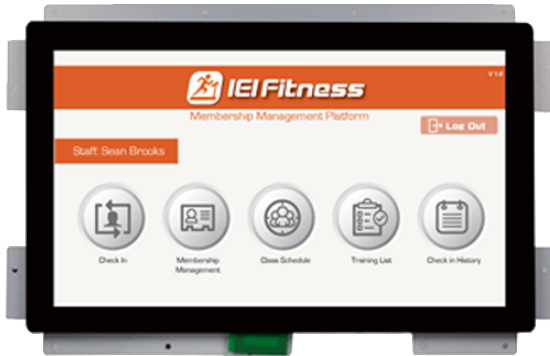 V 1.0
IEI Fitness
Membership Management Platform
Log Out
Staff: Sean Brooks
Check In
Membership
Management
Class Schedule
Training List
Check in History